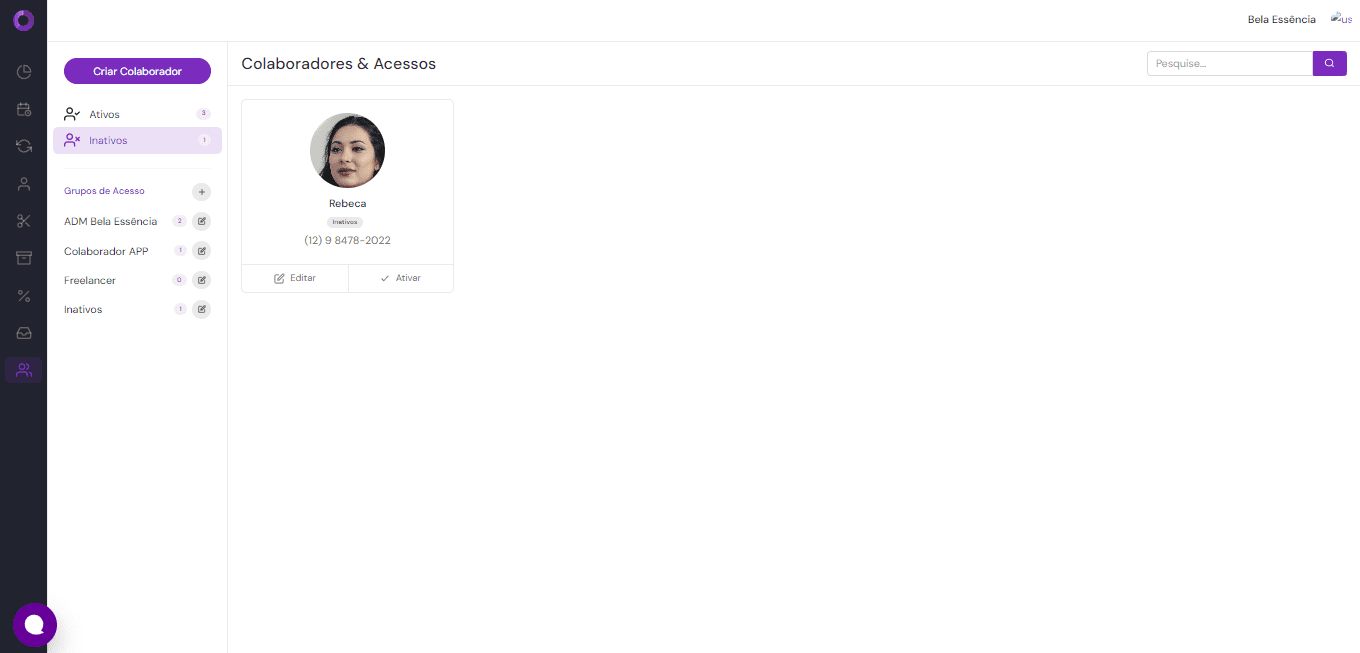 Bela Essência
us
Criar Colaborador
Ativos 3
Inativos 1
Grupos de Acesso +
ADM Bela Essência 2
Colaborador APP 1
Freelancer 0
Inativos 1
Colaboradores & Acessos
Pesquise...
Rebeca
Inativos
(12) 9 8478-2022
Editar
Ativar